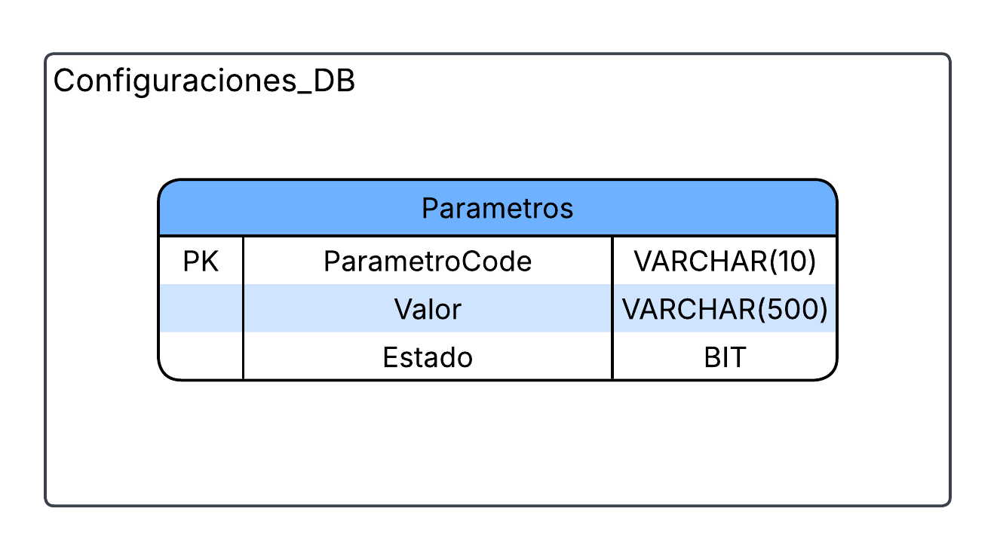 Configuraciones_DB
Parametros
PK ParametroCode VARCHAR(10)
Valor VARCHAR(500)
Estado BIT